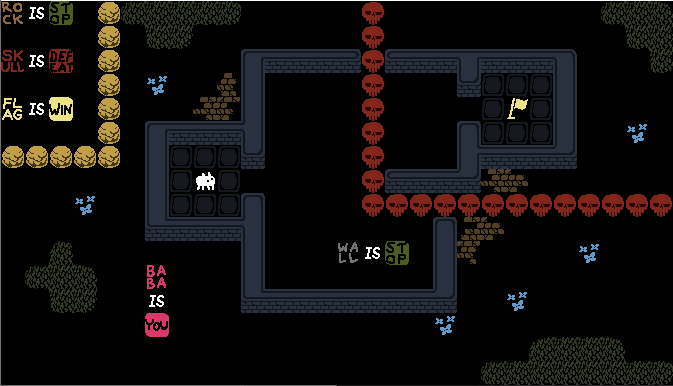 ROCK IS STOP
SKULL IS DEFEAT
FLAG IS WIN
WALL IS STOP
BABA
IS
YOU